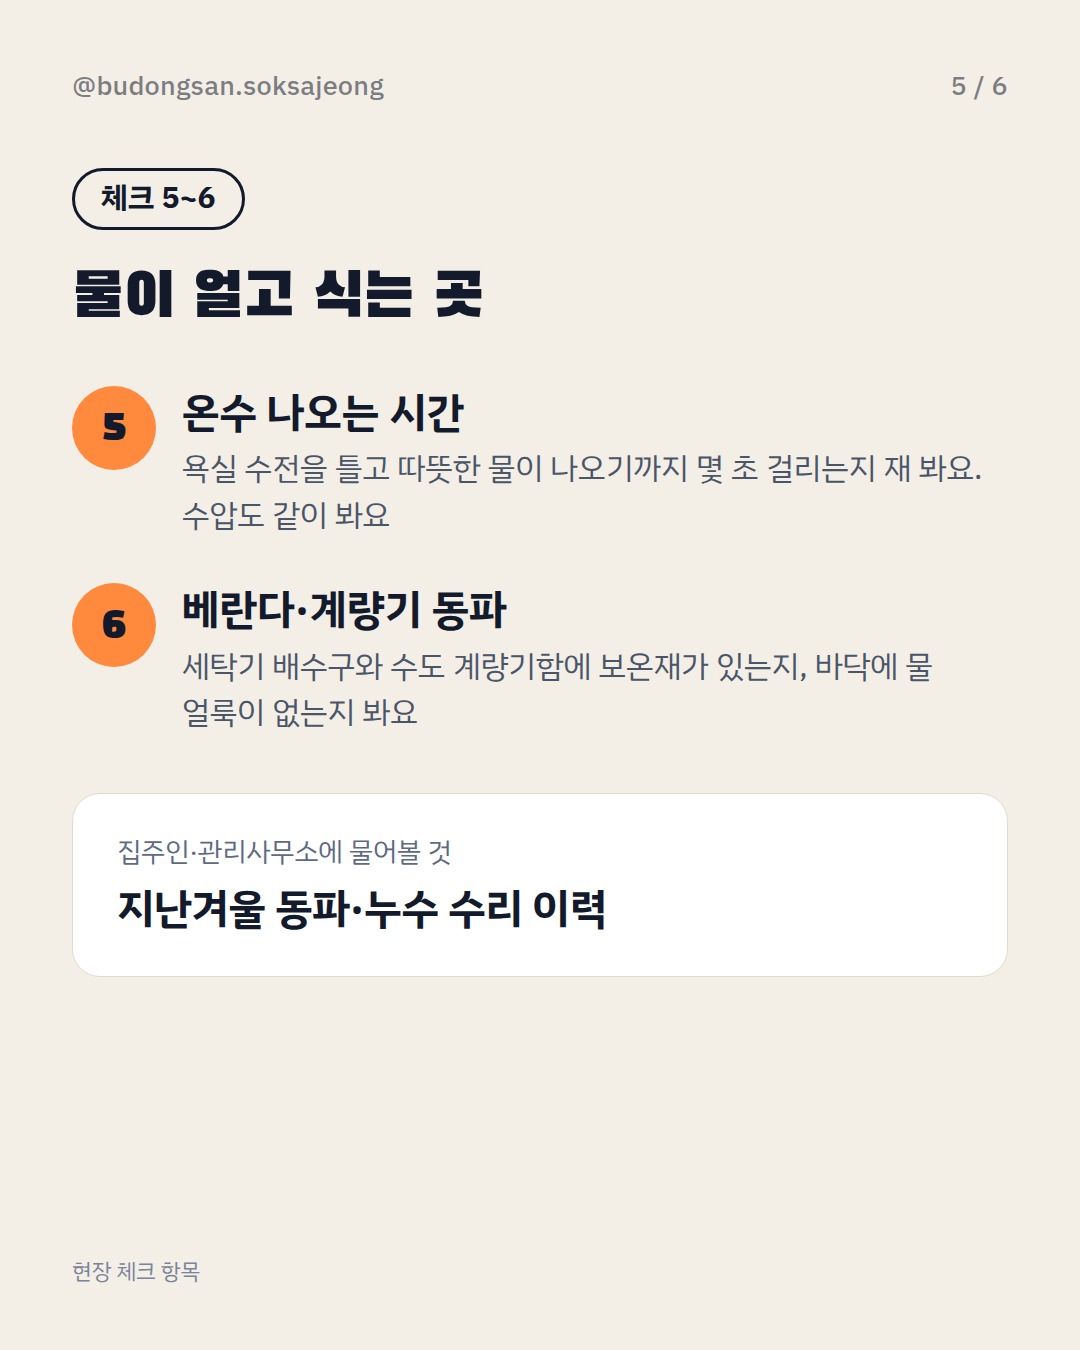 @budongsan.soksajeong
5 / 6
체크 5~6
물이 얼고 식는 곳
5
온수 나오는 시간
욕실 수전을 틀고 따뜻한 물이 나오기까지 몇 초 걸리는지 재 봐요.
수압도 같이 봐요
6
베란다·계량기 동파
세탁기 배수구와 수도 계량기함에 보온재가 있는지, 바닥에 물
얼룩이 없는지 봐요
집주인·관리사무소에 물어볼 것
지난겨울 동파·누수 수리 이력
현장 체크 항목